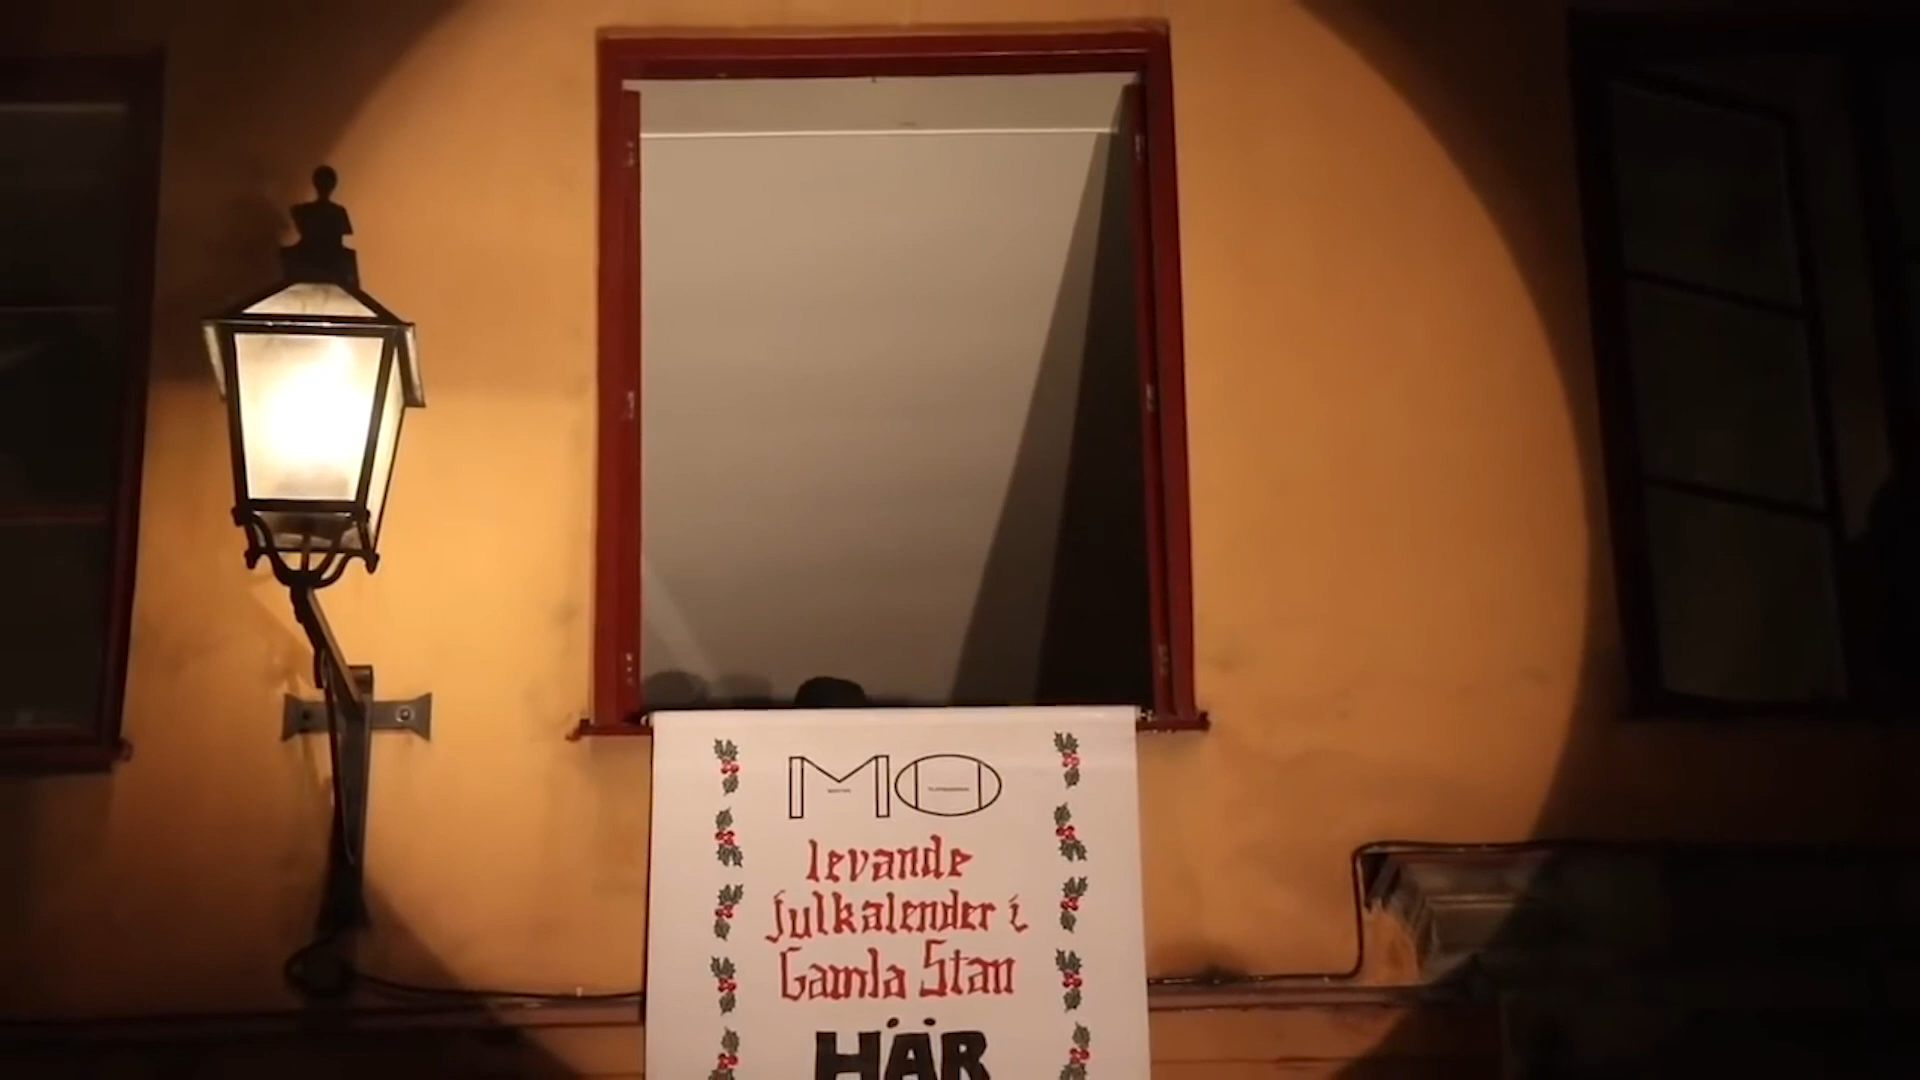 MO
levande
julkalender i
Gamla Stan
HÄR